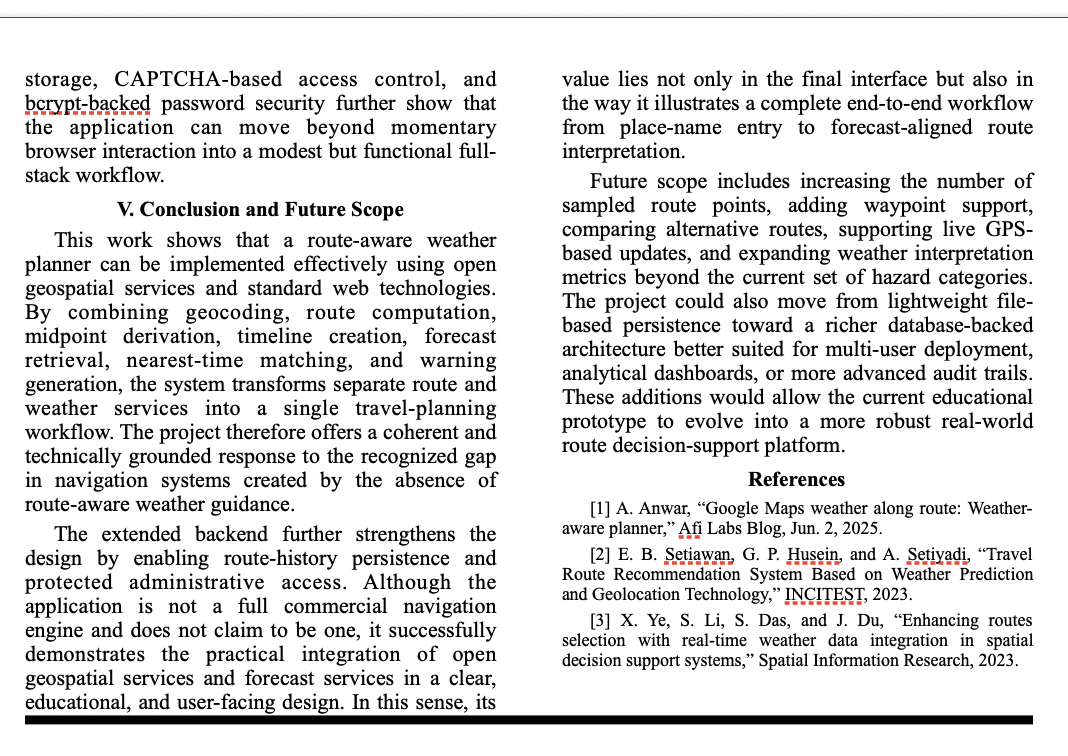 storage, CAPTCHA-based access control, and
bcrypt-backed password security further show that
the application can move beyond momentary
browser interaction into a modest but functional full-
stack workflow.
V. Conclusion and Future Scope
This work shows that a route-aware weather
planner can be implemented effectively using open
geospatial services and standard web technologies.
By combining geocoding, route computation,
midpoint derivation, timeline creation, forecast
retrieval, nearest-time matching, and warning
generation, the system transforms separate route and
weather services into a single travel-planning
workflow. The project therefore offers a coherent and
technically grounded response to the recognized gap
in navigation systems created by the absence of
route-aware weather guidance.
The extended backend further strengthens the
design by enabling route-history persistence and
protected administrative access. Although the
application is not a full commercial navigation
engine and does not claim to be one, it successfully
demonstrates the practical integration of open
geospatial services and forecast services in a clear,
educational, and user-facing design. In this sense, its
value lies not only in the final interface but also in
the way it illustrates a complete end-to-end workflow
from place-name entry to forecast-aligned route
interpretation.
Future scope includes increasing the number of
sampled route points, adding waypoint support,
comparing alternative routes, supporting live GPS-
based updates, and expanding weather interpretation
metrics beyond the current set of hazard categories.
The project could also move from lightweight file-
based persistence toward a richer database-backed
architecture better suited for multi-user deployment,
analytical dashboards, or more advanced audit trails.
These additions would allow the current educational
prototype to evolve into a more robust real-world
route decision-support platform.
References
[1] A. Anwar, “Google Maps weather along route: Weather-
aware planner,” Afi Labs Blog, Jun. 2, 2025.
[2] E. B. Setiawan, G. P. Husein, and A. Setiyadi, “Travel
Route Recommendation System Based on Weather Prediction
and Geolocation Technology,” INCITEST, 2023.
[3] X. Ye, S. Li, S. Das, and J. Du, “Enhancing routes
selection with real-time weather data integration in spatial
decision support systems,” Spatial Information Research, 2023.